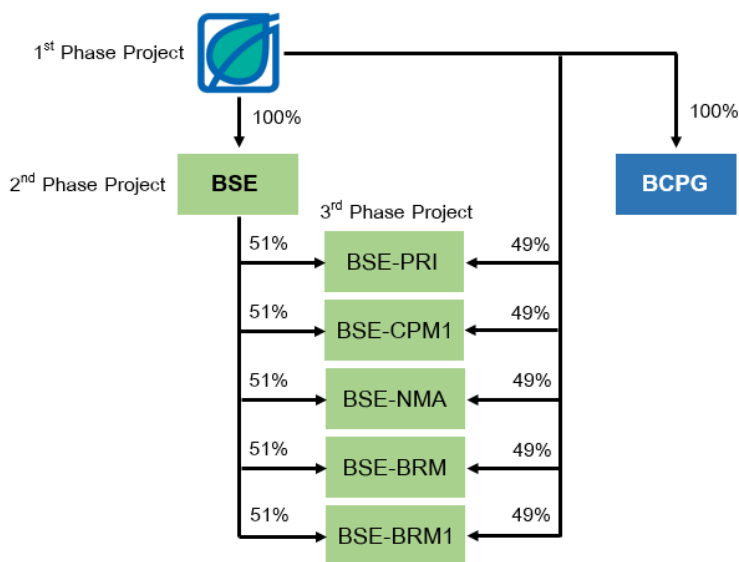 1st Phase Project
100%
100%
2nd Phase Project
BSE
BCPG
3rd Phase Project
51%
BSE-PRI
49%
51%
BSE-CPM1
49%
51%
BSE-NMA
49%
51%
BSE-BRM
49%
51%
BSE-BRM1
49%